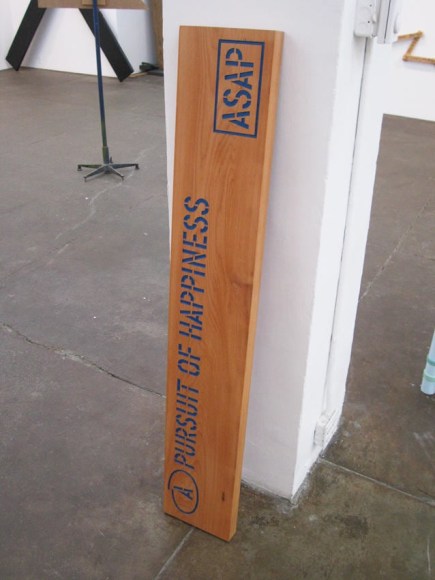 Ⓐ PURSUIT OF HAPPINESS
ASAP